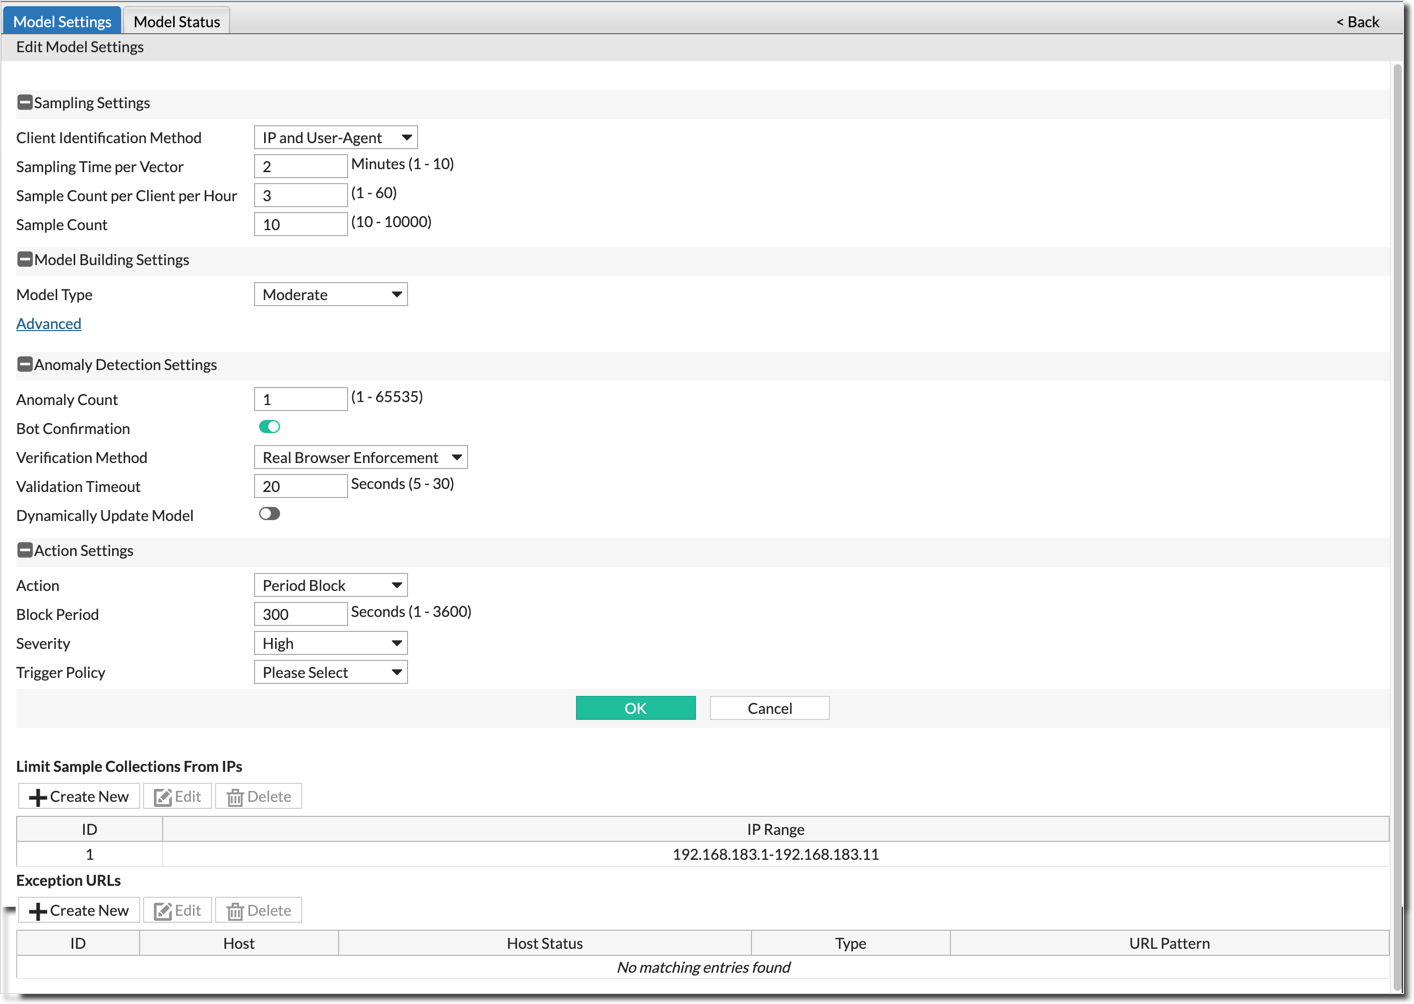 Model Settings Model Status < Back
Edit Model Settings
Sampling Settings
Client Identification Method IP and User-Agent
Sampling Time per Vector 2 Minutes (1 - 10)
Sample Count per Client per Hour 3 (1 - 60)
Sample Count 10 (10 - 10000)
Model Building Settings
Model Type Moderate
Advanced
Anomaly Detection Settings
Anomaly Count 1 (1 - 65535)
Bot Confirmation
Verification Method Real Browser Enforcement
Validation Timeout 20 Seconds (5 - 30)
Dynamically Update Model
Action Settings
Action Period Block
Block Period 300 Seconds (1 - 3600)
Severity High
Trigger Policy Please Select
OK Cancel
Limit Sample Collections From IPs
Create New Edit Delete
ID IP Range
1 192.168.183.1-192.168.183.11
Exception URLs
Create New Edit Delete
ID Host Host Status Type URL Pattern
No matching entries found